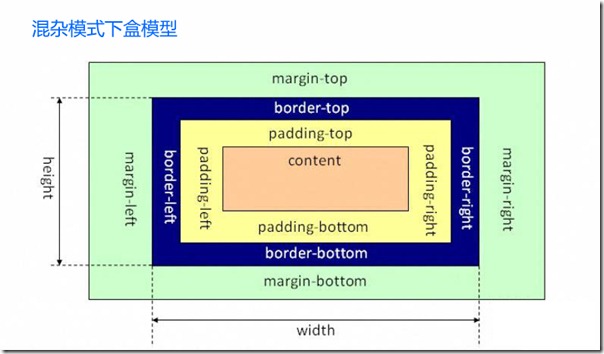 混杂模式下盒模型
margin-top
border-top
padding-top
content
height
margin-left
border-left
padding-left
padding-right
border-right
margin-right
padding-bottom
border-bottom
margin-bottom
width